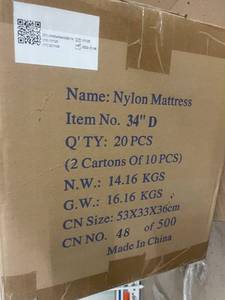 Name: Nylon Mattress
Item No. 34"D
Q'TY: 20 PCS
(2 Cartons Of 10 PCS)
N.W.: 14.16 KGS
G.W.: 16.16 KGS
CN Size: 53X33X36cm
CN NO. 48 of 500
Made In China